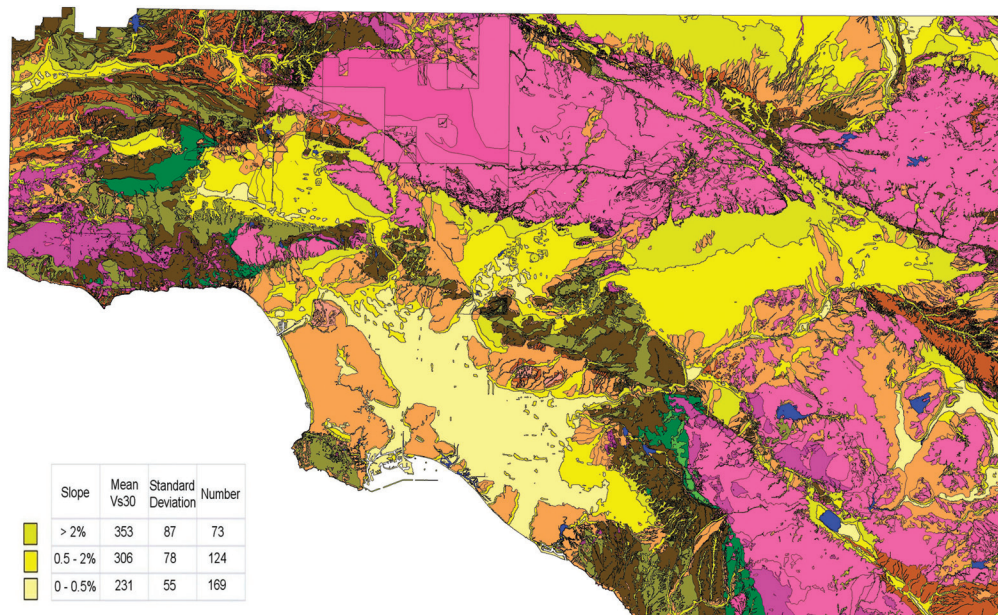 Slope Mean Vs30 Standard Deviation Number
> 2% 353 87 73
0.5 - 2% 306 78 124
0 - 0.5% 231 55 169